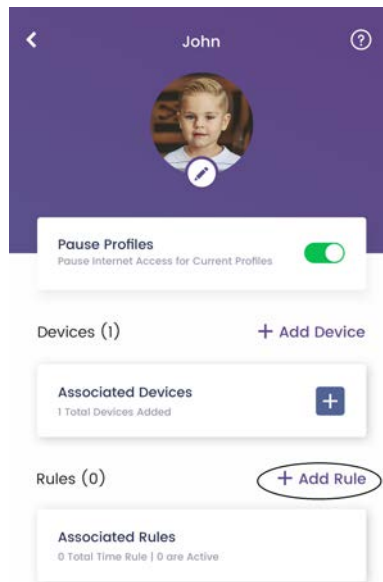 John
?
Pause Profiles
Pause Internet Access for Current Profiles
Devices (1)
+ Add Device
Associated Devices
1 Total Devices Added
+
Rules (0)
+ Add Rule
Associated Rules
0 Total Time Rule | 0 are Active